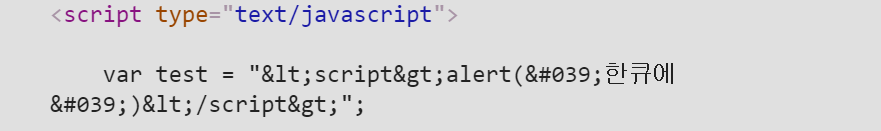 <script type="text/javascript">
var test = "&lt;script&gt;alert(&#039;한큐에
&#039;)&lt;/script&gt;";